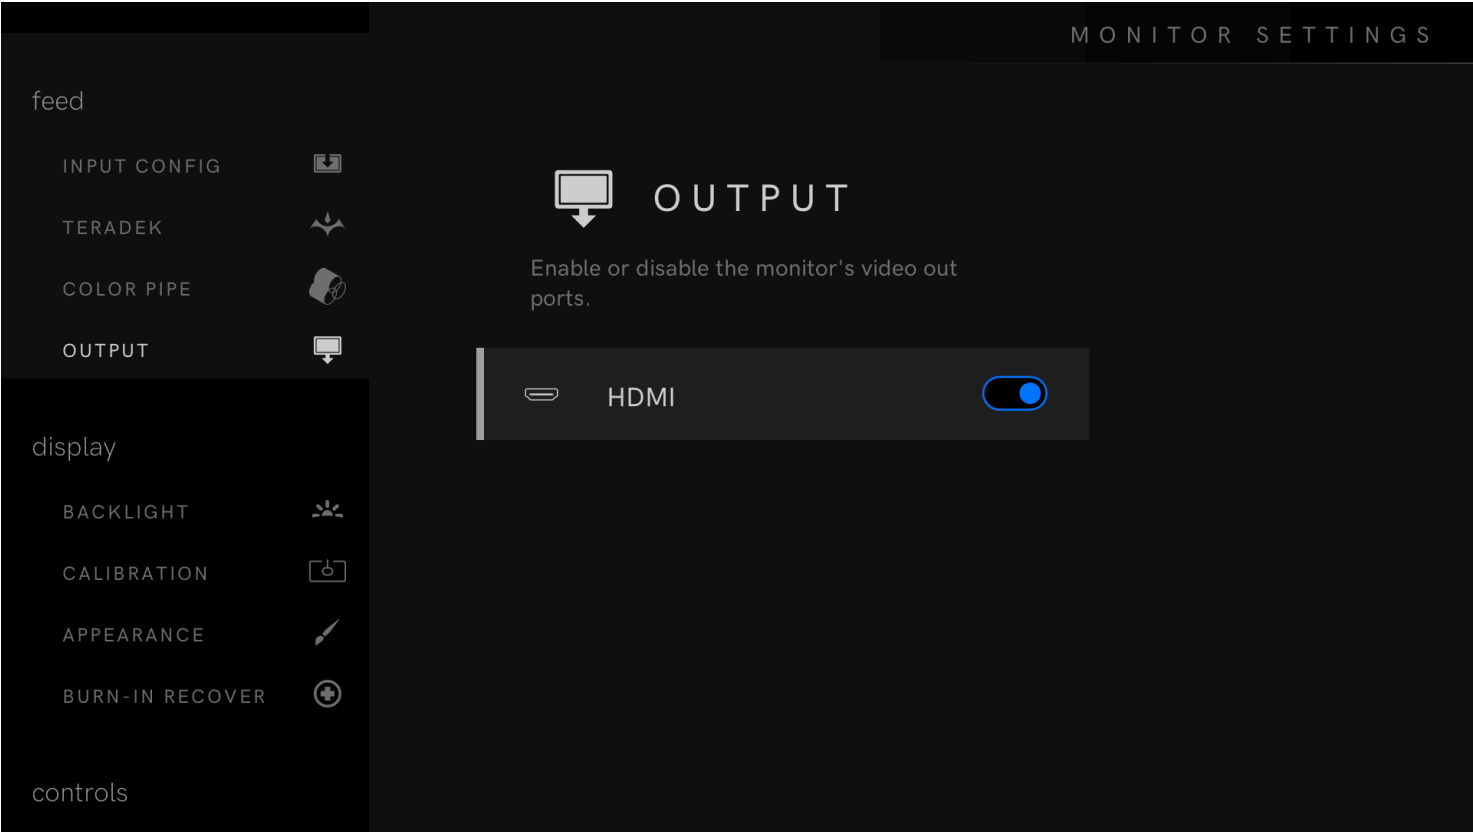 MONITOR SETTINGS
feed
INPUT CONFIG
TERADEK
COLOR PIPE
OUTPUT
display
BACKLIGHT
CALIBRATION
APPEARANCE
BURN-IN RECOVER
controls
OUTPUT
Enable or disable the monitor's video out
ports.
HDMI